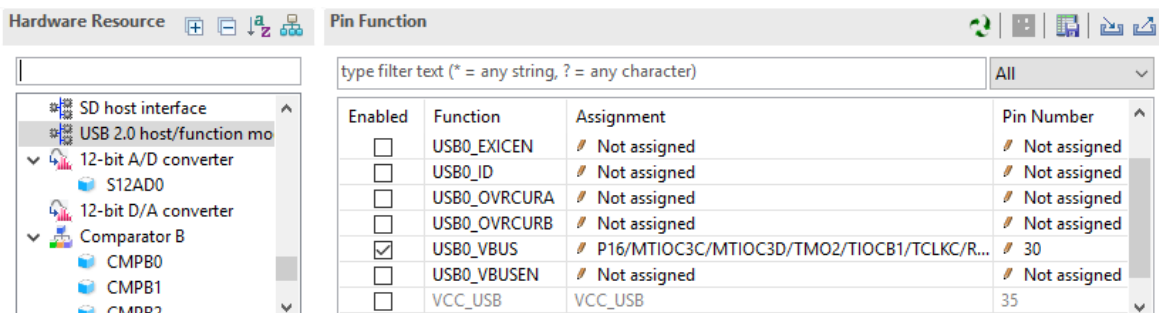 Hardware Resource
Pin Function
type filter text (* = any string, ? = any character)
All
SD host interface
USB 2.0 host/function mo
12-bit A/D converter
S12AD0
12-bit D/A converter
Comparator B
CMPB0
CMPB1
CMPB2
Enabled Function Assignment Pin Number
USB0_EXICEN Not assigned Not assigned
USB0_ID Not assigned Not assigned
USB0_OVRCURA Not assigned Not assigned
USB0_OVRCURB Not assigned Not assigned
USB0_VBUS P16/MTIOC3C/MTIOC3D/TMO2/TIOCB1/TCLKC/R... 30
USB0_VBUSEN Not assigned Not assigned
VCC_USB VCC_USB 35